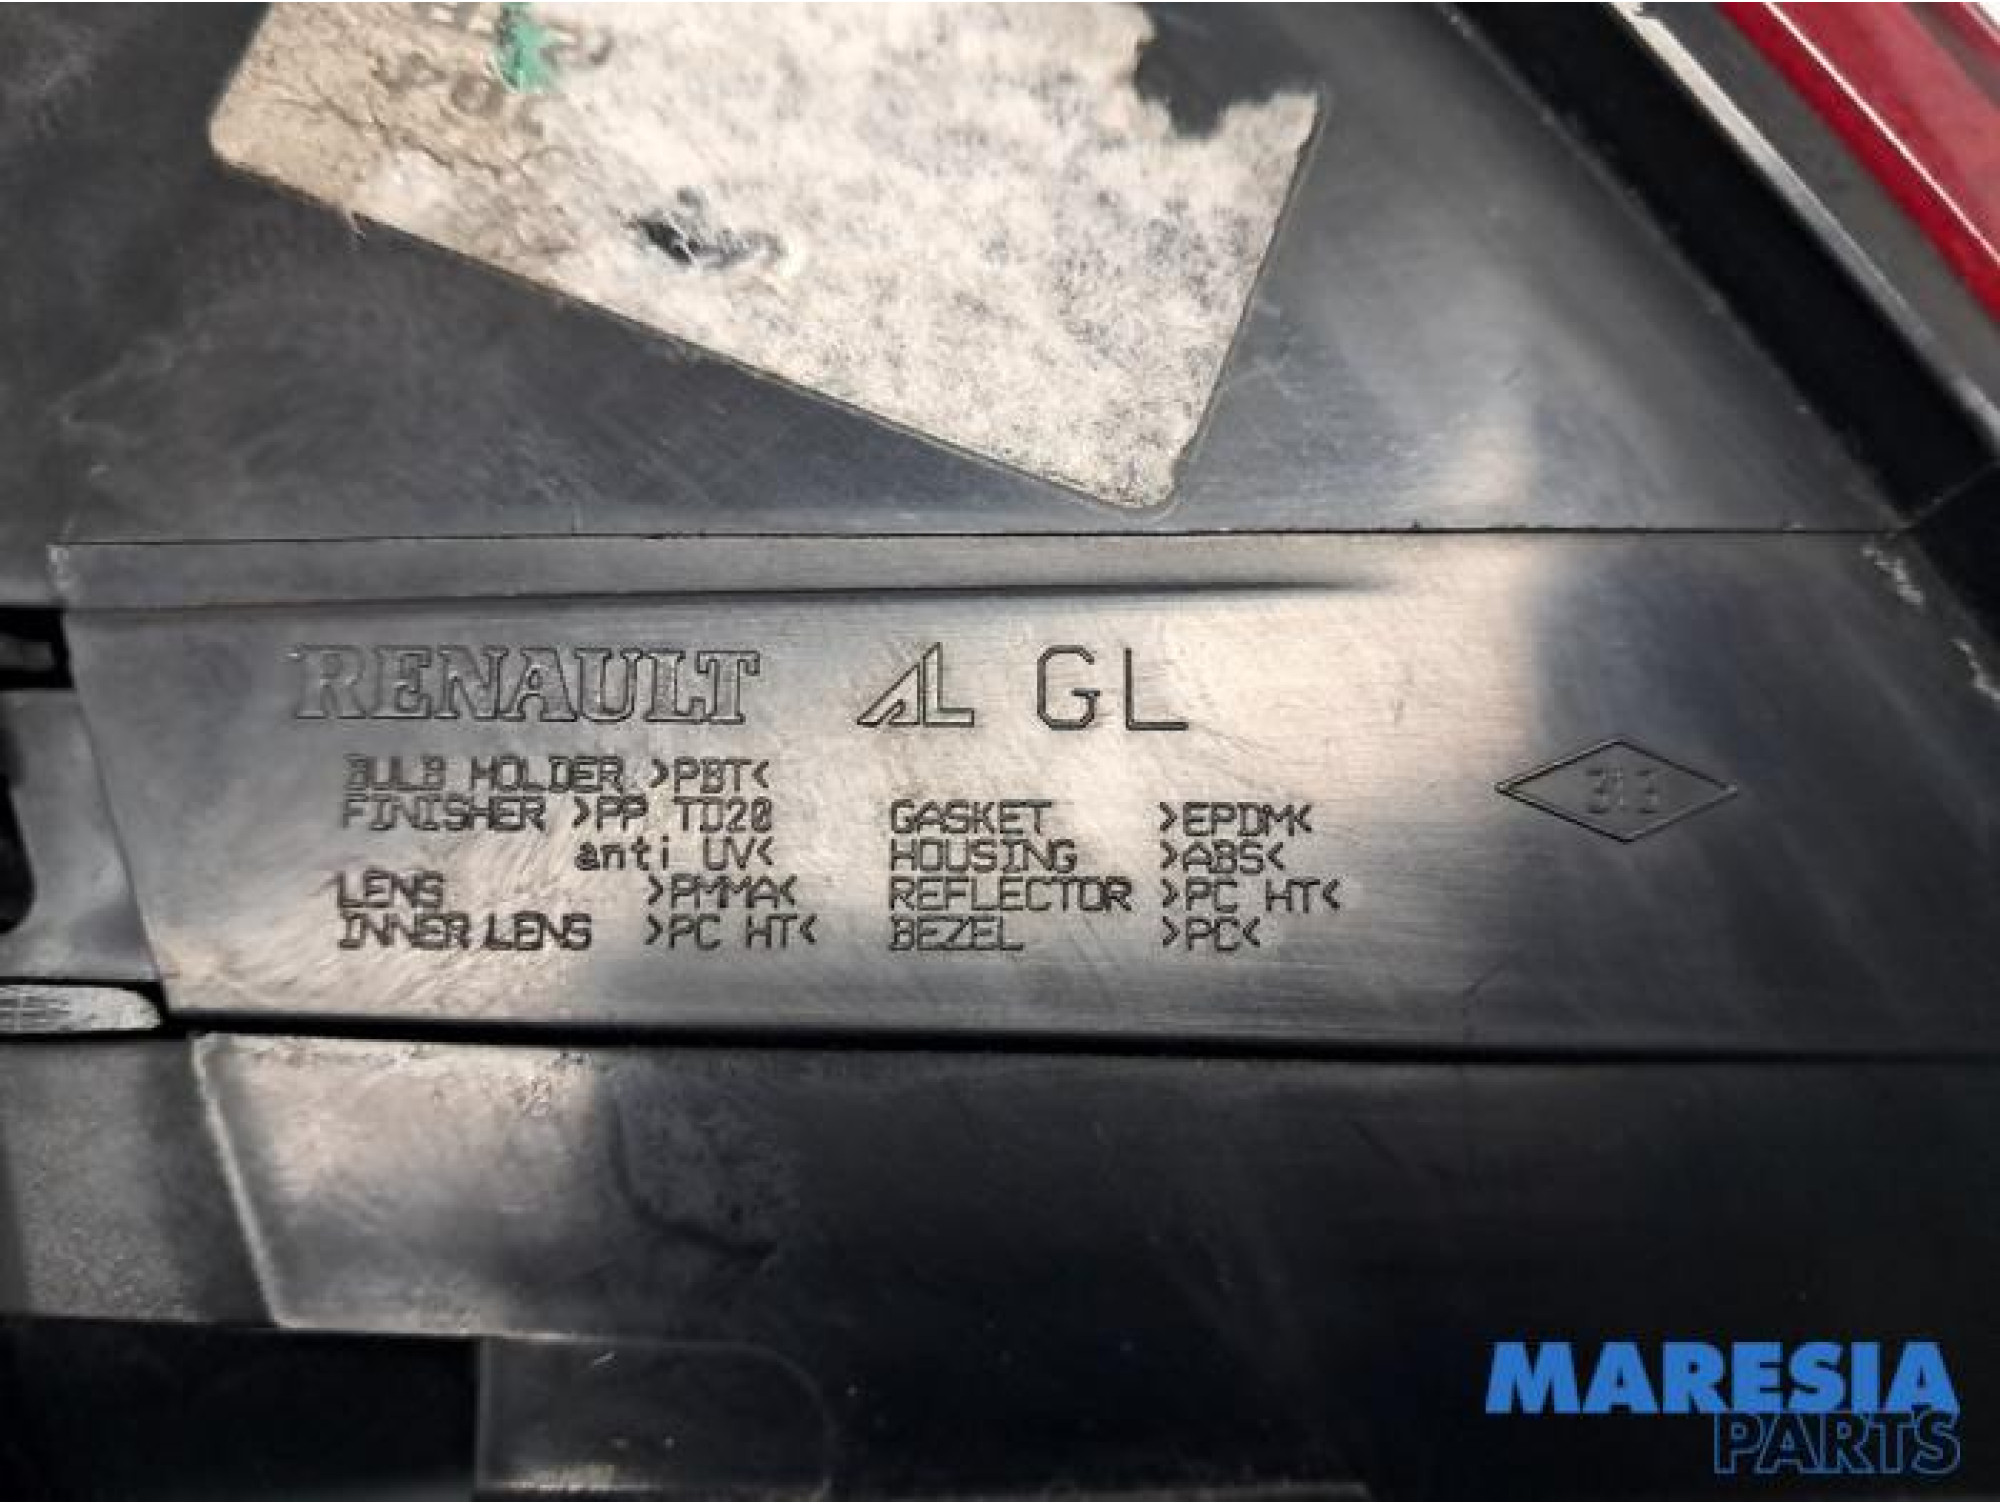 RENAULT AL GL
BULB HOLDER >PBT<
FINISHER >PP TD20
anti UV<
LENS >PMMA<
INNER LENS >PC HT<
GASKET >EPDM<
HOUSING >ABS<
REFLECTOR >PC HT<
BEZEL >PC<
MARESIA
PARTS